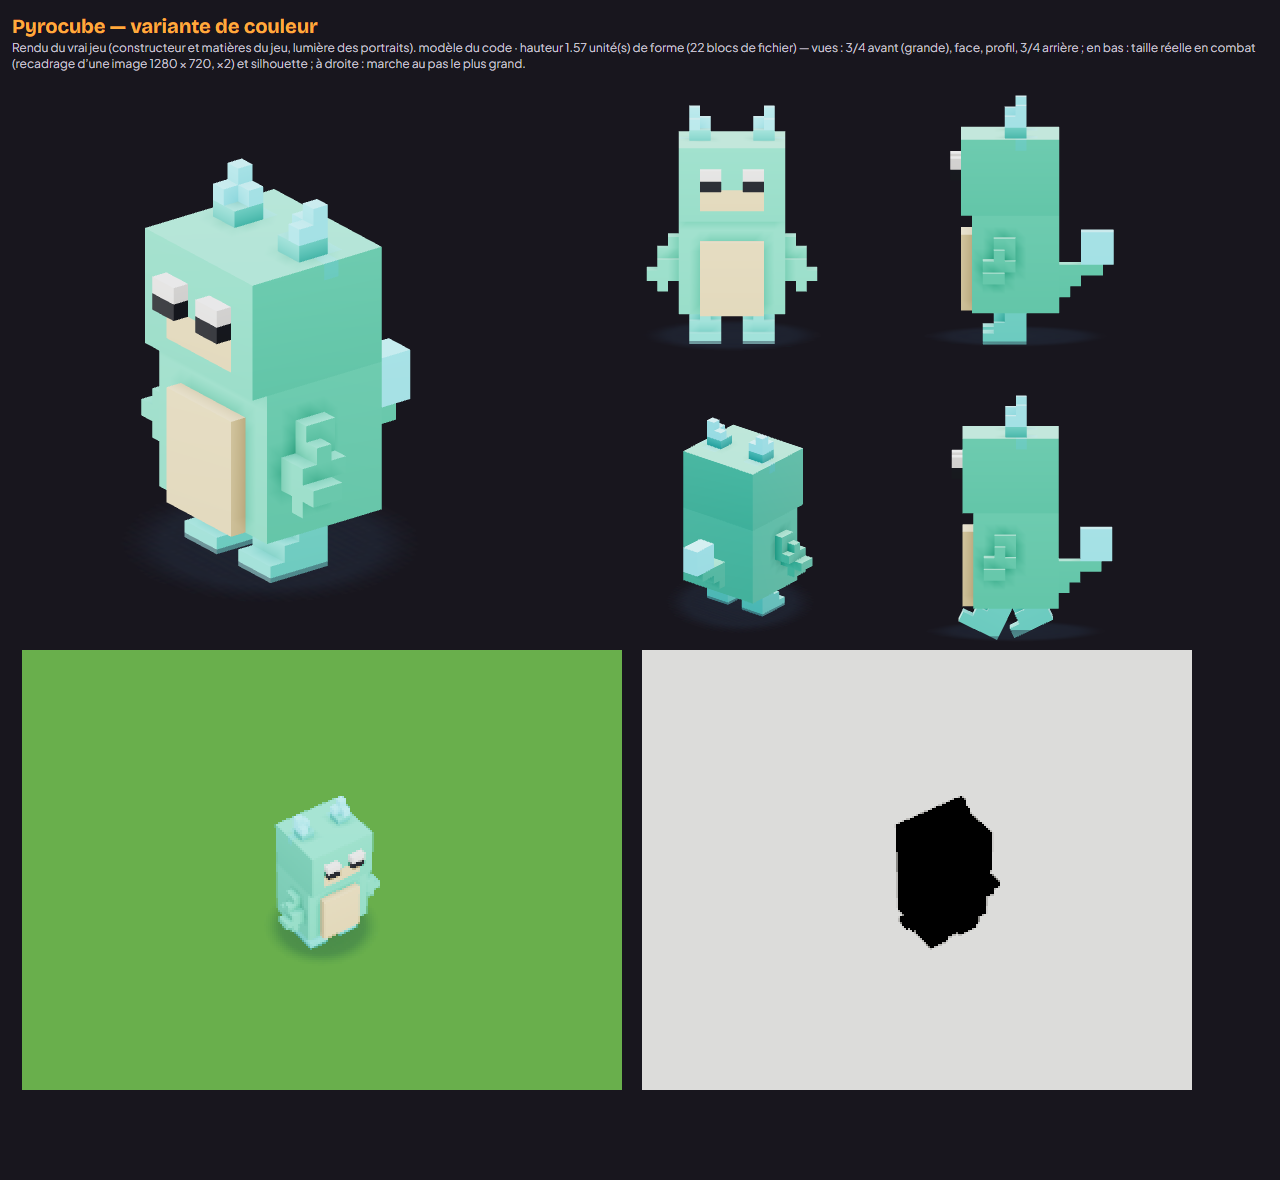 Pyrocube — variante de couleur
Rendu du vrai jeu (constructeur et matières du jeu, lumière des portraits). modèle du code · hauteur 1.57 unité(s) de forme (22 blocs de fichier) — vues : 3/4 avant (grande), face, profil, 3/4 arrière ; en bas : taille réelle en combat
(recadrage d’une image 1280 × 720, ×2) et silhouette ; à droite : marche au pas le plus grand.